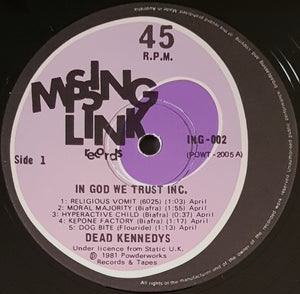 45
R.P.M.
MISSING
LINK
records
Side 1
ING-002
(POWT-2005A)
IN GOD WE TRUST INC.
1: RELIGIOUS VOMIT (6025) (1:03) April
2: MORAL MAJORITY (Biafra) (1:55) April
3: HYPERACTIVE CHILD (Biafra) (:37) April
4: KEPONE FACTORY (Biafra) (1:17) April
5: DOG BITE (Flouride) (1:13) April
DEAD KENNEDYS
Under licence from Static U.K.
© 1981 Powderworks
Records & Tapes